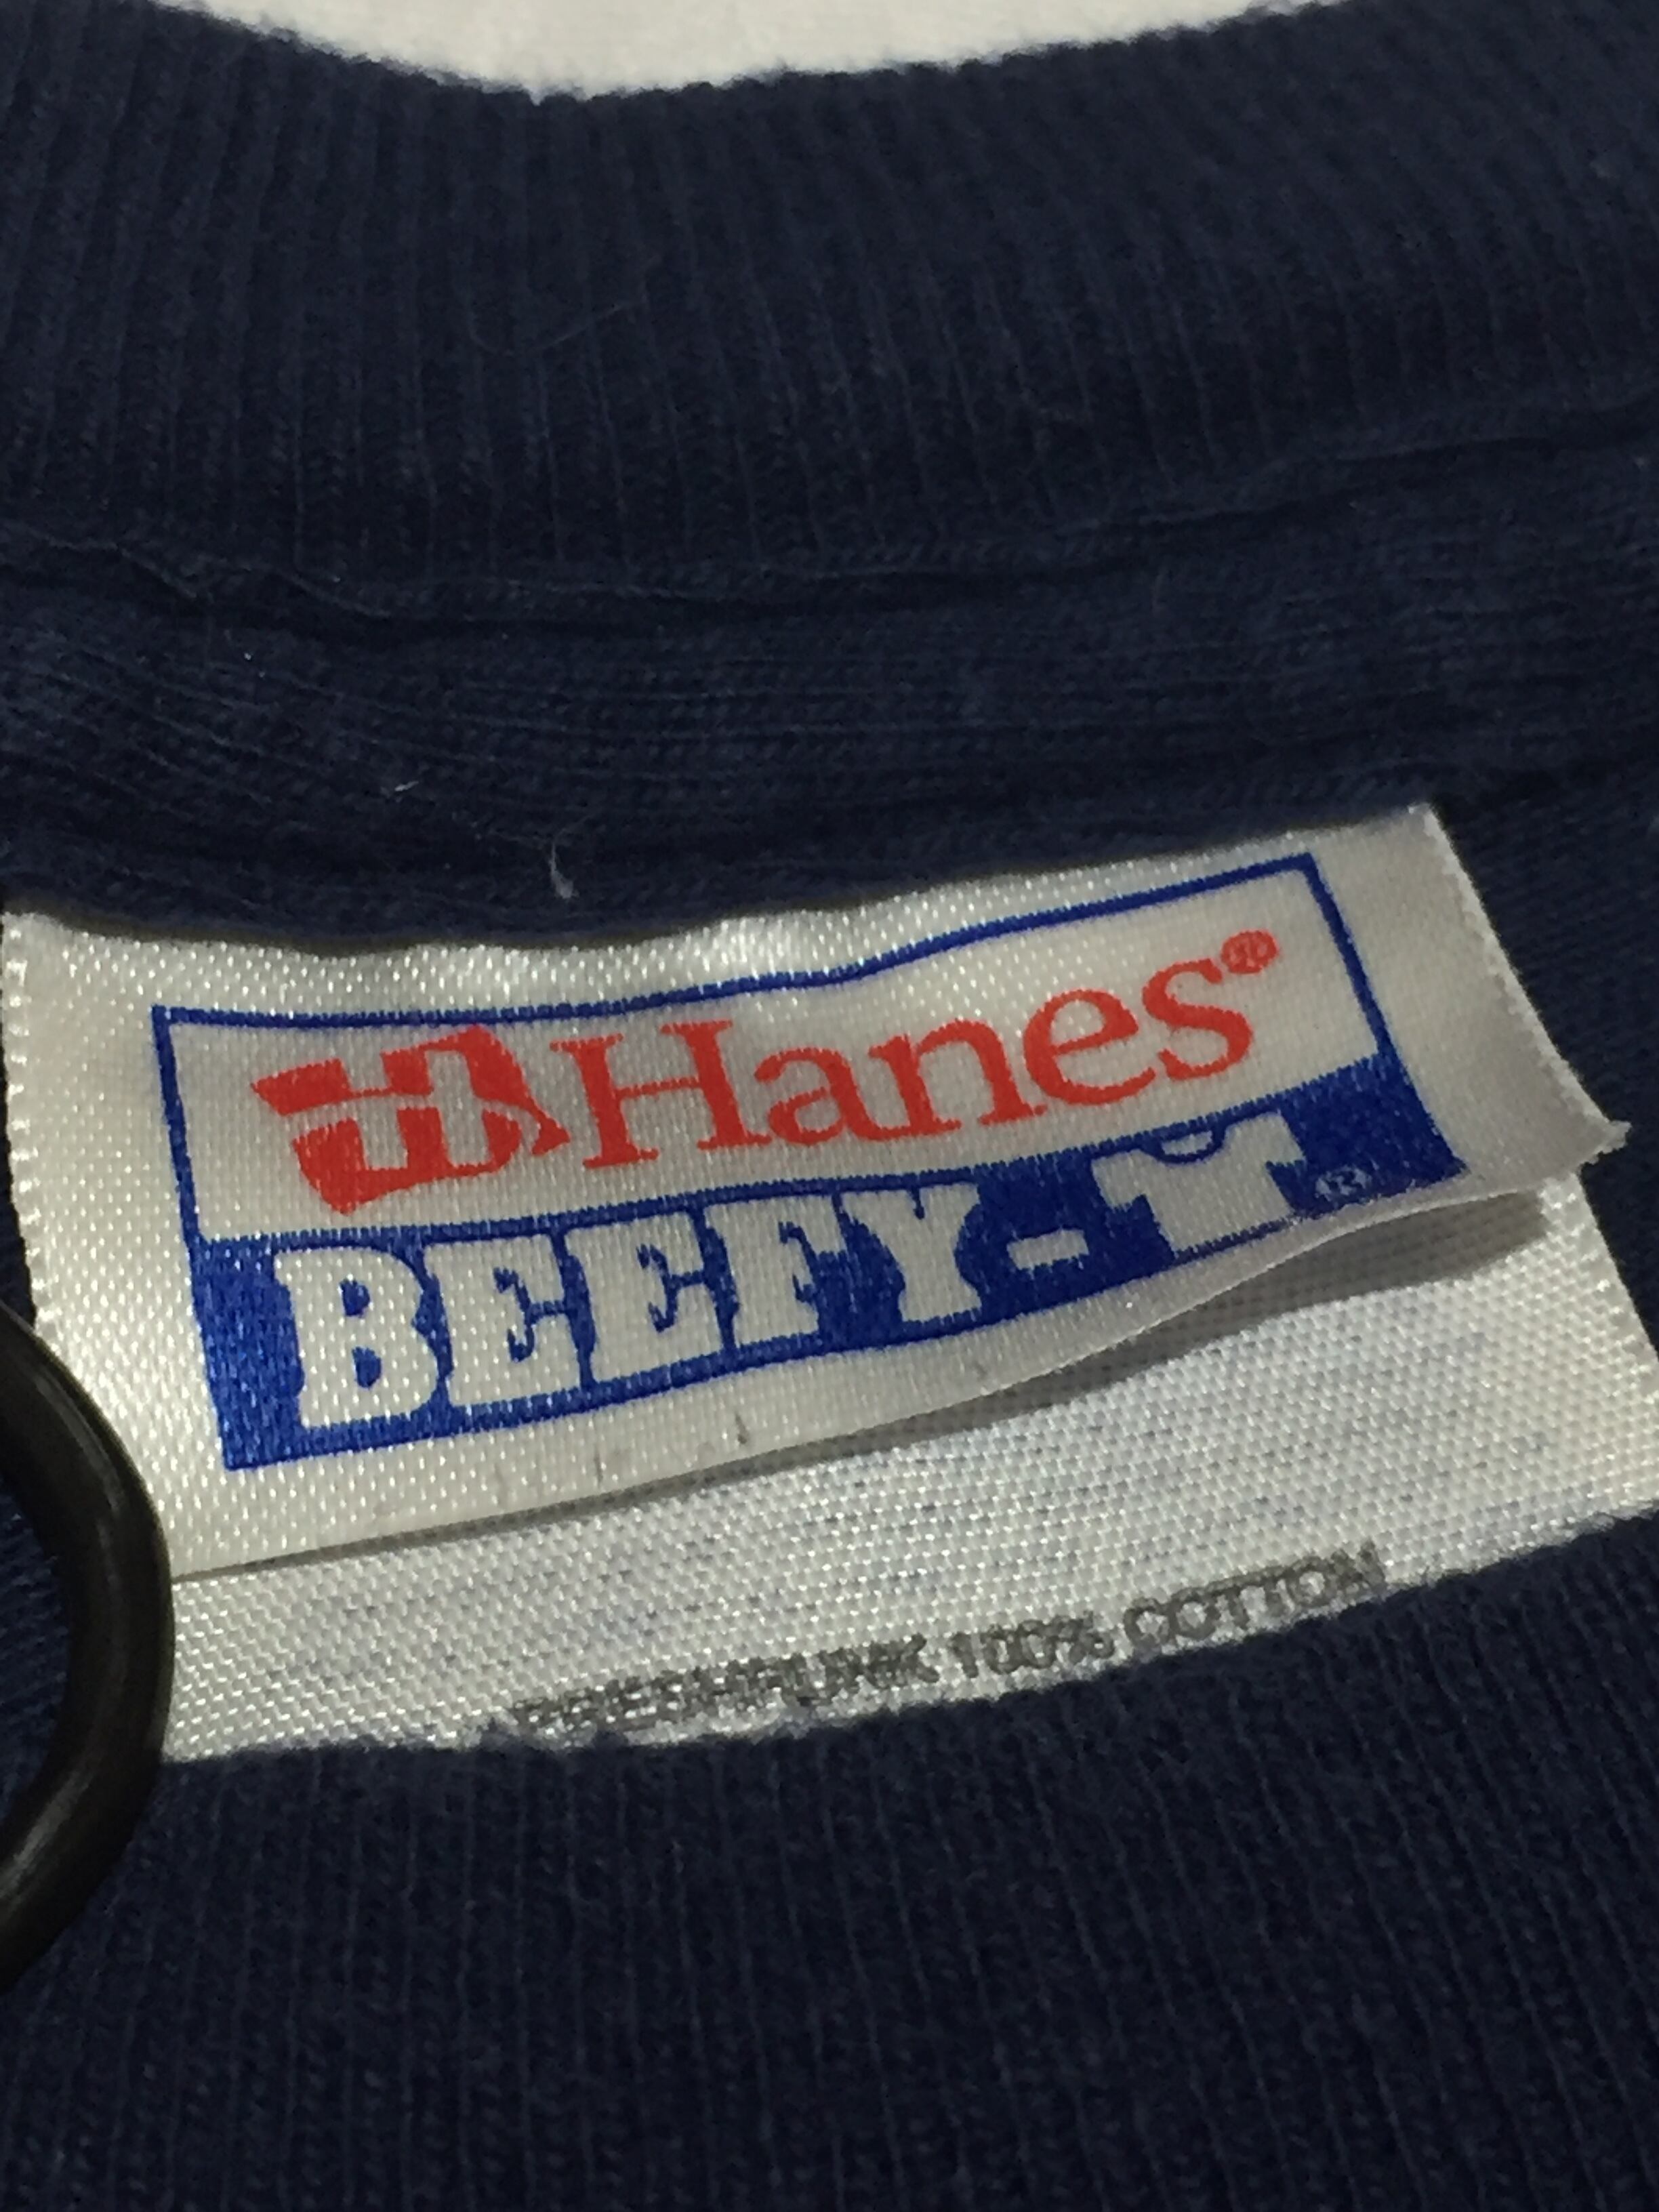 Hanes®
BEEFY-T®
PRESHRUNK 100% COTTON